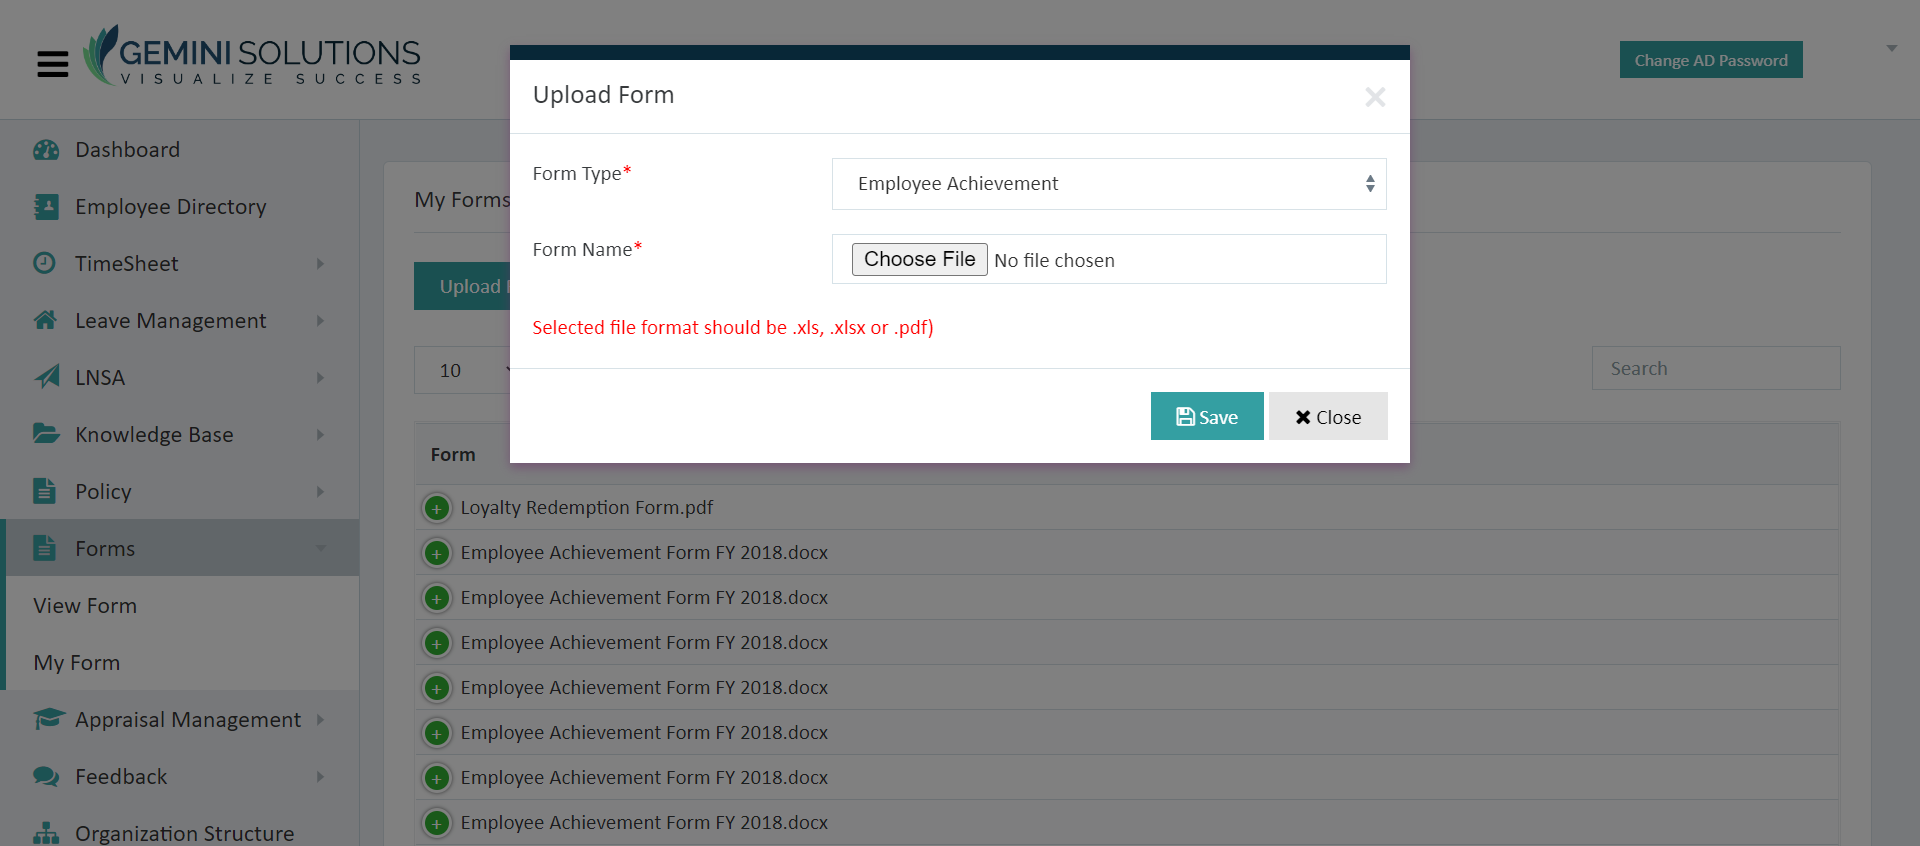 GEMINI SOLUTIONS
VISUALIZE SUCCESS
Change AD Password
Dashboard
Employee Directory
TimeSheet
Leave Management
LNSA
Knowledge Base
Policy
Forms
View Form
My Form
Appraisal Management
Feedback
Organization Structure
My Forms
Upload
10
Search
Form
Loyalty Redemption Form.pdf
Employee Achievement Form FY 2018.docx
Employee Achievement Form FY 2018.docx
Employee Achievement Form FY 2018.docx
Employee Achievement Form FY 2018.docx
Employee Achievement Form FY 2018.docx
Employee Achievement Form FY 2018.docx
Employee Achievement Form FY 2018.docx
Upload Form
×
Form Type*
Employee Achievement
Form Name*
Choose File No file chosen
Selected file format should be .xls, .xlsx or .pdf)
Save
Close